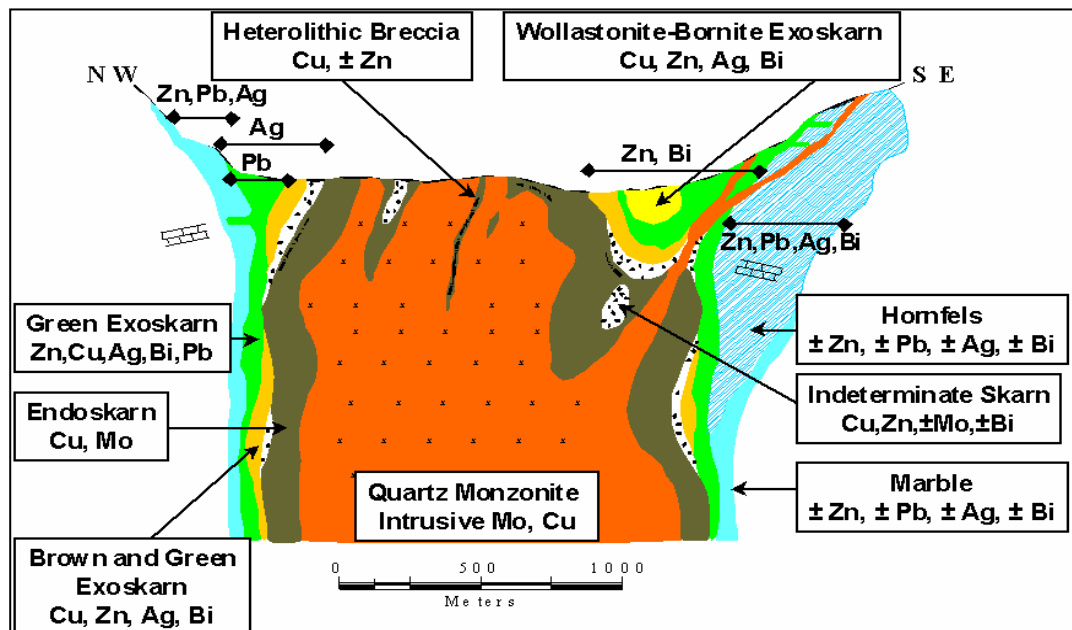 Heterolithic Breccia
Cu, ± Zn
Wollastonite-Bornite Exoskarn
Cu, Zn, Ag, Bi
N W
S E
Zn,Pb,Ag
Ag
Pb
Zn, Bi
Zn,Pb,Ag,Bi
Green Exoskarn
Zn,Cu,Ag,Bi,Pb
Hornfels
± Zn, ± Pb, ± Ag, ± Bi
Endoskarn
Cu, Mo
Indeterminate Skarn
Cu,Zn,±Mo,±Bi
Quartz Monzonite
Intrusive Mo, Cu
Marble
± Zn, ± Pb, ± Ag, ± Bi
Brown and Green
Exoskarn
Cu, Zn, Ag, Bi
0 500 1000
Meters